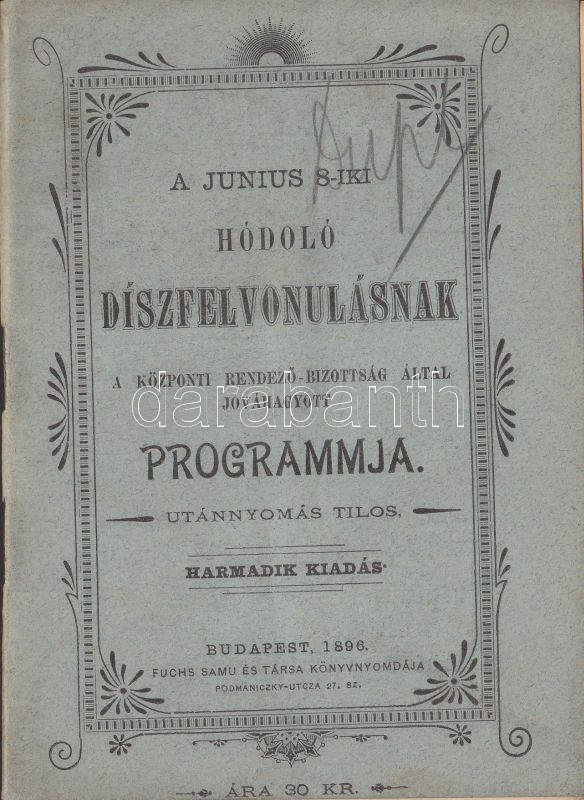 A JUNIUS 8-IKI
HÓDOLÓ
DÍSZFELVONULÁSNAK
A KÖZPONTI RENDEZŐ-BIZOTTSÁG ÁLTAL
JÓVÁHAGYOTT
darabanth
PROGRAMMJA.
UTÁNNYOMÁS TILOS.
HARMADIK KIADÁS.
BUDAPEST, 1896.
FUCHS SAMU ÉS TÁRSA KÖNYVNYOMDÁJA
PODMANICZKY-UTCZA 27. SZ.
ÁRA 30 KR.